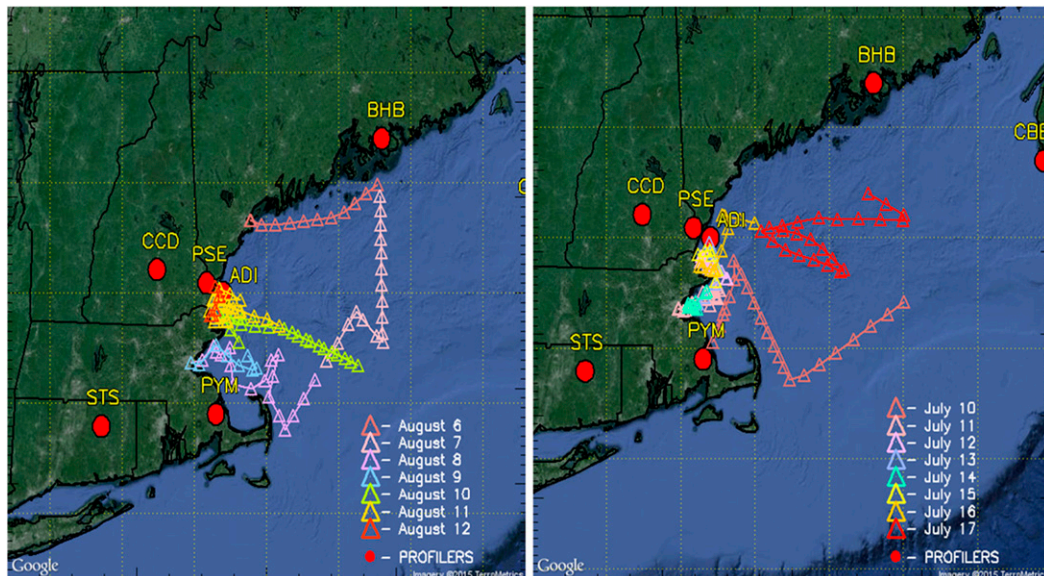 BHB
CCD
PSE
ADI
STS
PYM
– August 6
– August 7
– August 8
– August 9
– August 10
– August 11
– August 12
– PROFILERS
Google
Imagery ©2015 TerraMetrics
BHB
CBE
CCD
PSE
ADI
STS
PYM
– July 10
– July 11
– July 12
– July 13
– July 14
– July 15
– July 16
– July 17
– PROFILERS
Google
Imagery ©2015 TerraMetrics